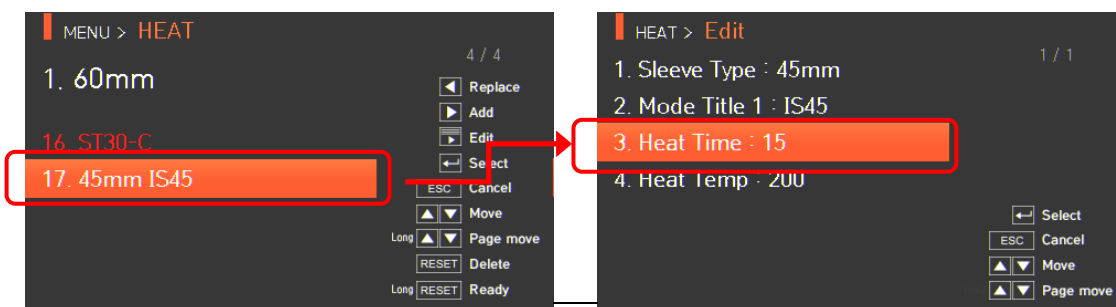 MENU > HEAT
4 / 4
1. 60mm
Replace
Add
16. ST30-C
Edit
17. 45mm IS45
Select
ESC Cancel
Move
Long Page move
RESET Delete
Long RESET Ready
HEAT > Edit
1 / 1
1. Sleeve Type : 45mm
2. Mode Title 1 : IS45
3. Heat Time : 15
4. Heat Temp : 200
Select
ESC Cancel
Move
Long Page move